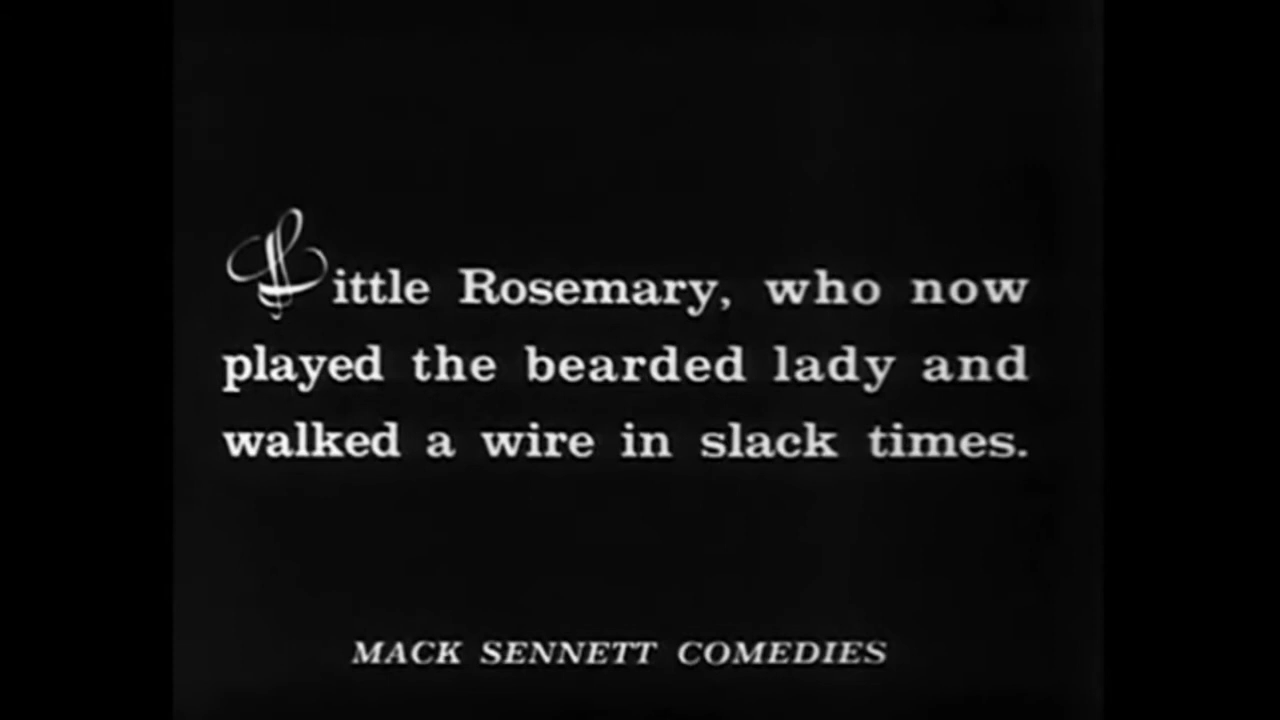 Little Rosemary, who now
played the bearded lady and
walked a wire in slack times.
MACK SENNETT COMEDIES